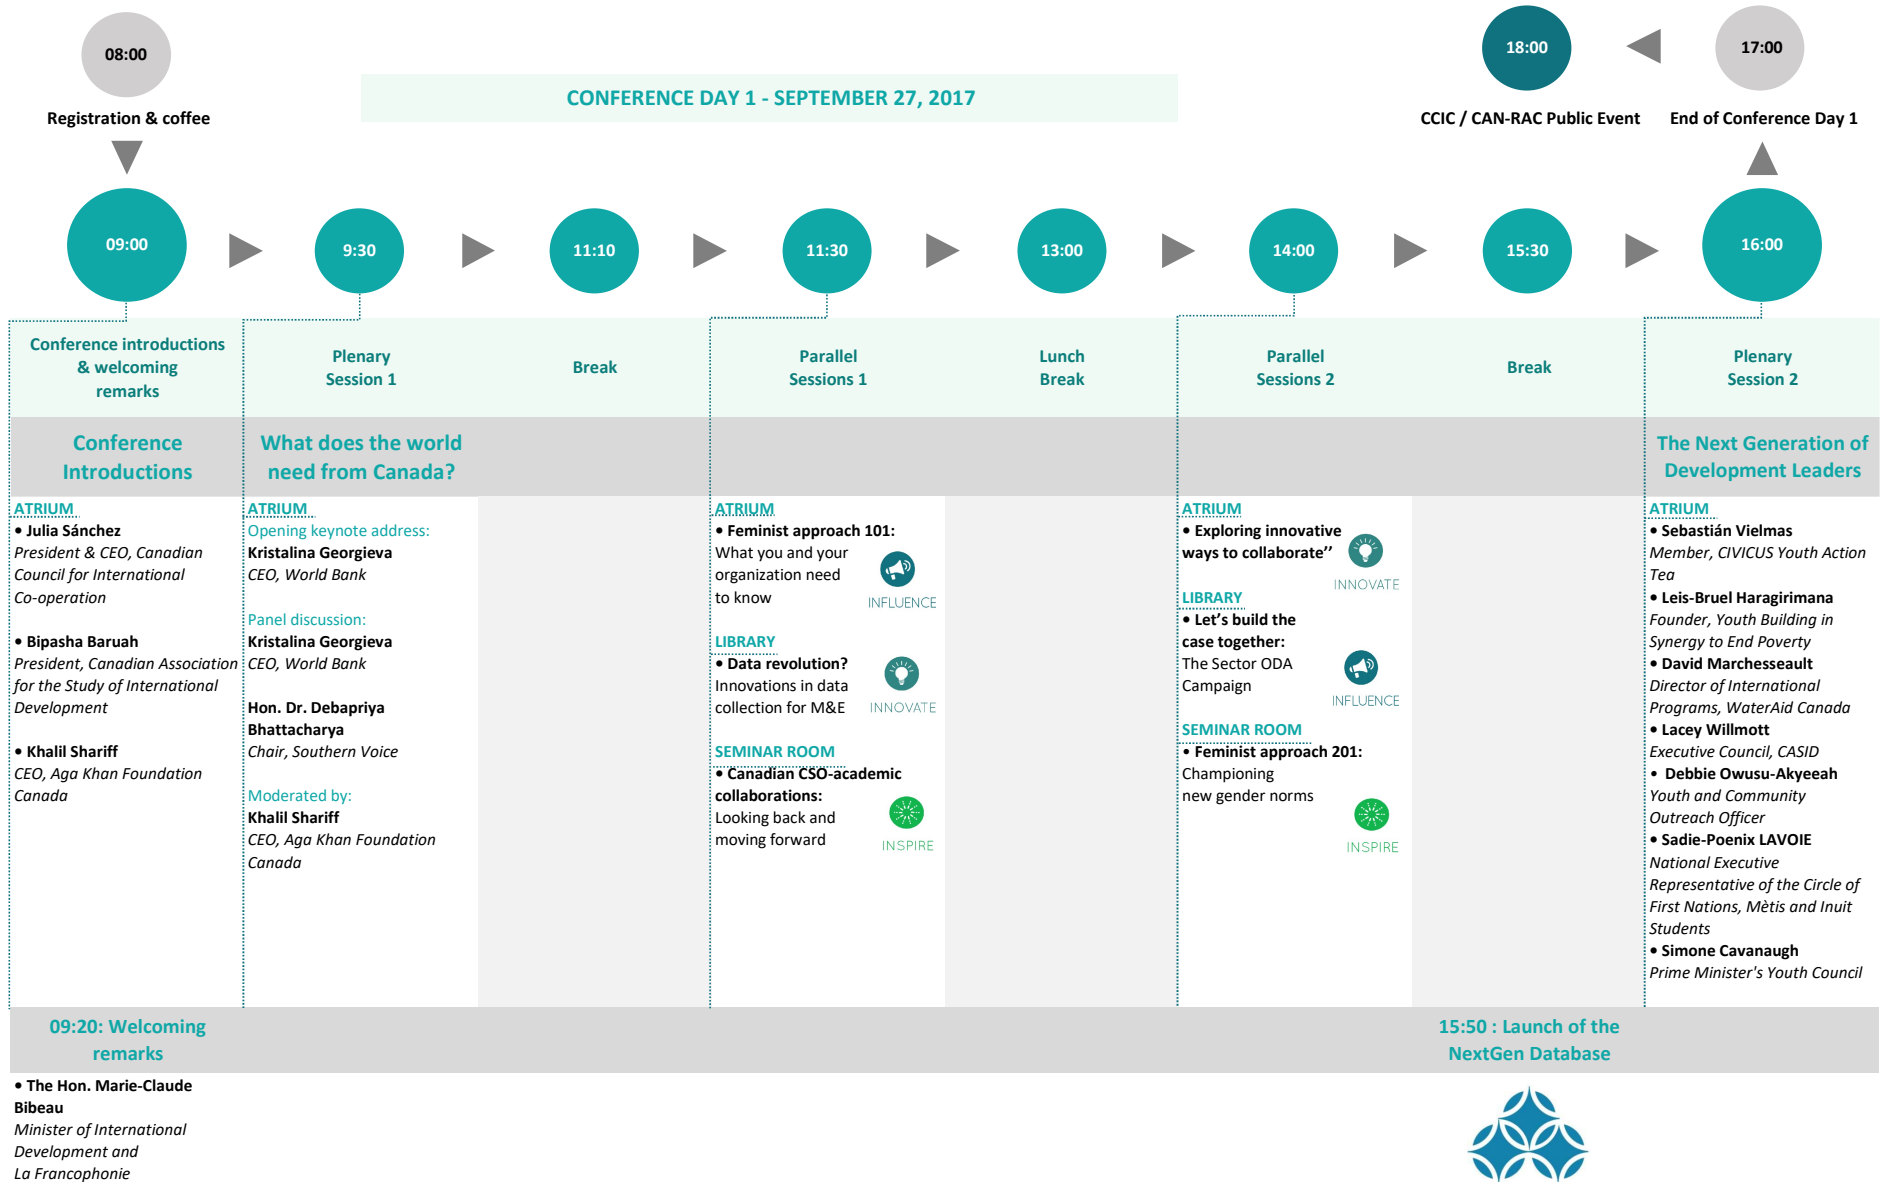 08:00
Registration & coffee
CONFERENCE DAY 1 - SEPTEMBER 27, 2017
18:00
CCIC / CAN-RAC Public Event
17:00
End of Conference Day 1
09:00
9:30
11:10
11:30
13:00
14:00
15:30
16:00
Conference introductions
& welcoming
remarks
Plenary
Session 1
Break
Parallel
Sessions 1
Lunch
Break
Parallel
Sessions 2
Break
Plenary
Session 2
Conference
Introductions
What does the world
need from Canada?
The Next Generation of
Development Leaders
ATRIUM
• Julia Sánchez
President & CEO, Canadian
Council for International
Co-operation
• Bipasha Baruah
President, Canadian Association
for the Study of International
Development
• Khalil Shariff
CEO, Aga Khan Foundation
Canada
ATRIUM
Opening keynote address:
Kristalina Georgieva
CEO, World Bank
Panel discussion:
Kristalina Georgieva
CEO, World Bank
Hon. Dr. Debapriya
Bhattacharya
Chair, Southern Voice
Moderated by:
Khalil Shariff
CEO, Aga Khan Foundation
Canada
ATRIUM
• Feminist approach 101:
What you and your
organization need
to know
INFLUENCE
LIBRARY
• Data revolution?
Innovations in data
collection for M&E
INNOVATE
SEMINAR ROOM
• Canadian CSO-academic
collaborations:
Looking back and
moving forward
INSPIRE
ATRIUM
• Exploring innovative
ways to collaborate’’
INNOVATE
LIBRARY
• Let’s build the
case together:
The Sector ODA
Campaign
INFLUENCE
SEMINAR ROOM
• Feminist approach 201:
Championing
new gender norms
INSPIRE
ATRIUM
• Sebastián Vielmas
Member, CIVICUS Youth Action
Tea
• Leis-Bruel Haragirimana
Founder, Youth Building in
Synergy to End Poverty
• David Marchesseault
Director of International
Programs, WaterAid Canada
• Lacey Willmott
Executive Council, CASID
• Debbie Owusu-Akyeeah
Youth and Community
Outreach Officer
• Sadie-Poenix LAVOIE
National Executive
Representative of the Circle of
First Nations, Mètis and Inuit
Students
• Simone Cavanaugh
Prime Minister's Youth Council
09:20: Welcoming
remarks
15:50 : Launch of the
NextGen Database
• The Hon. Marie-Claude
Bibeau
Minister of International
Development and
La Francophonie